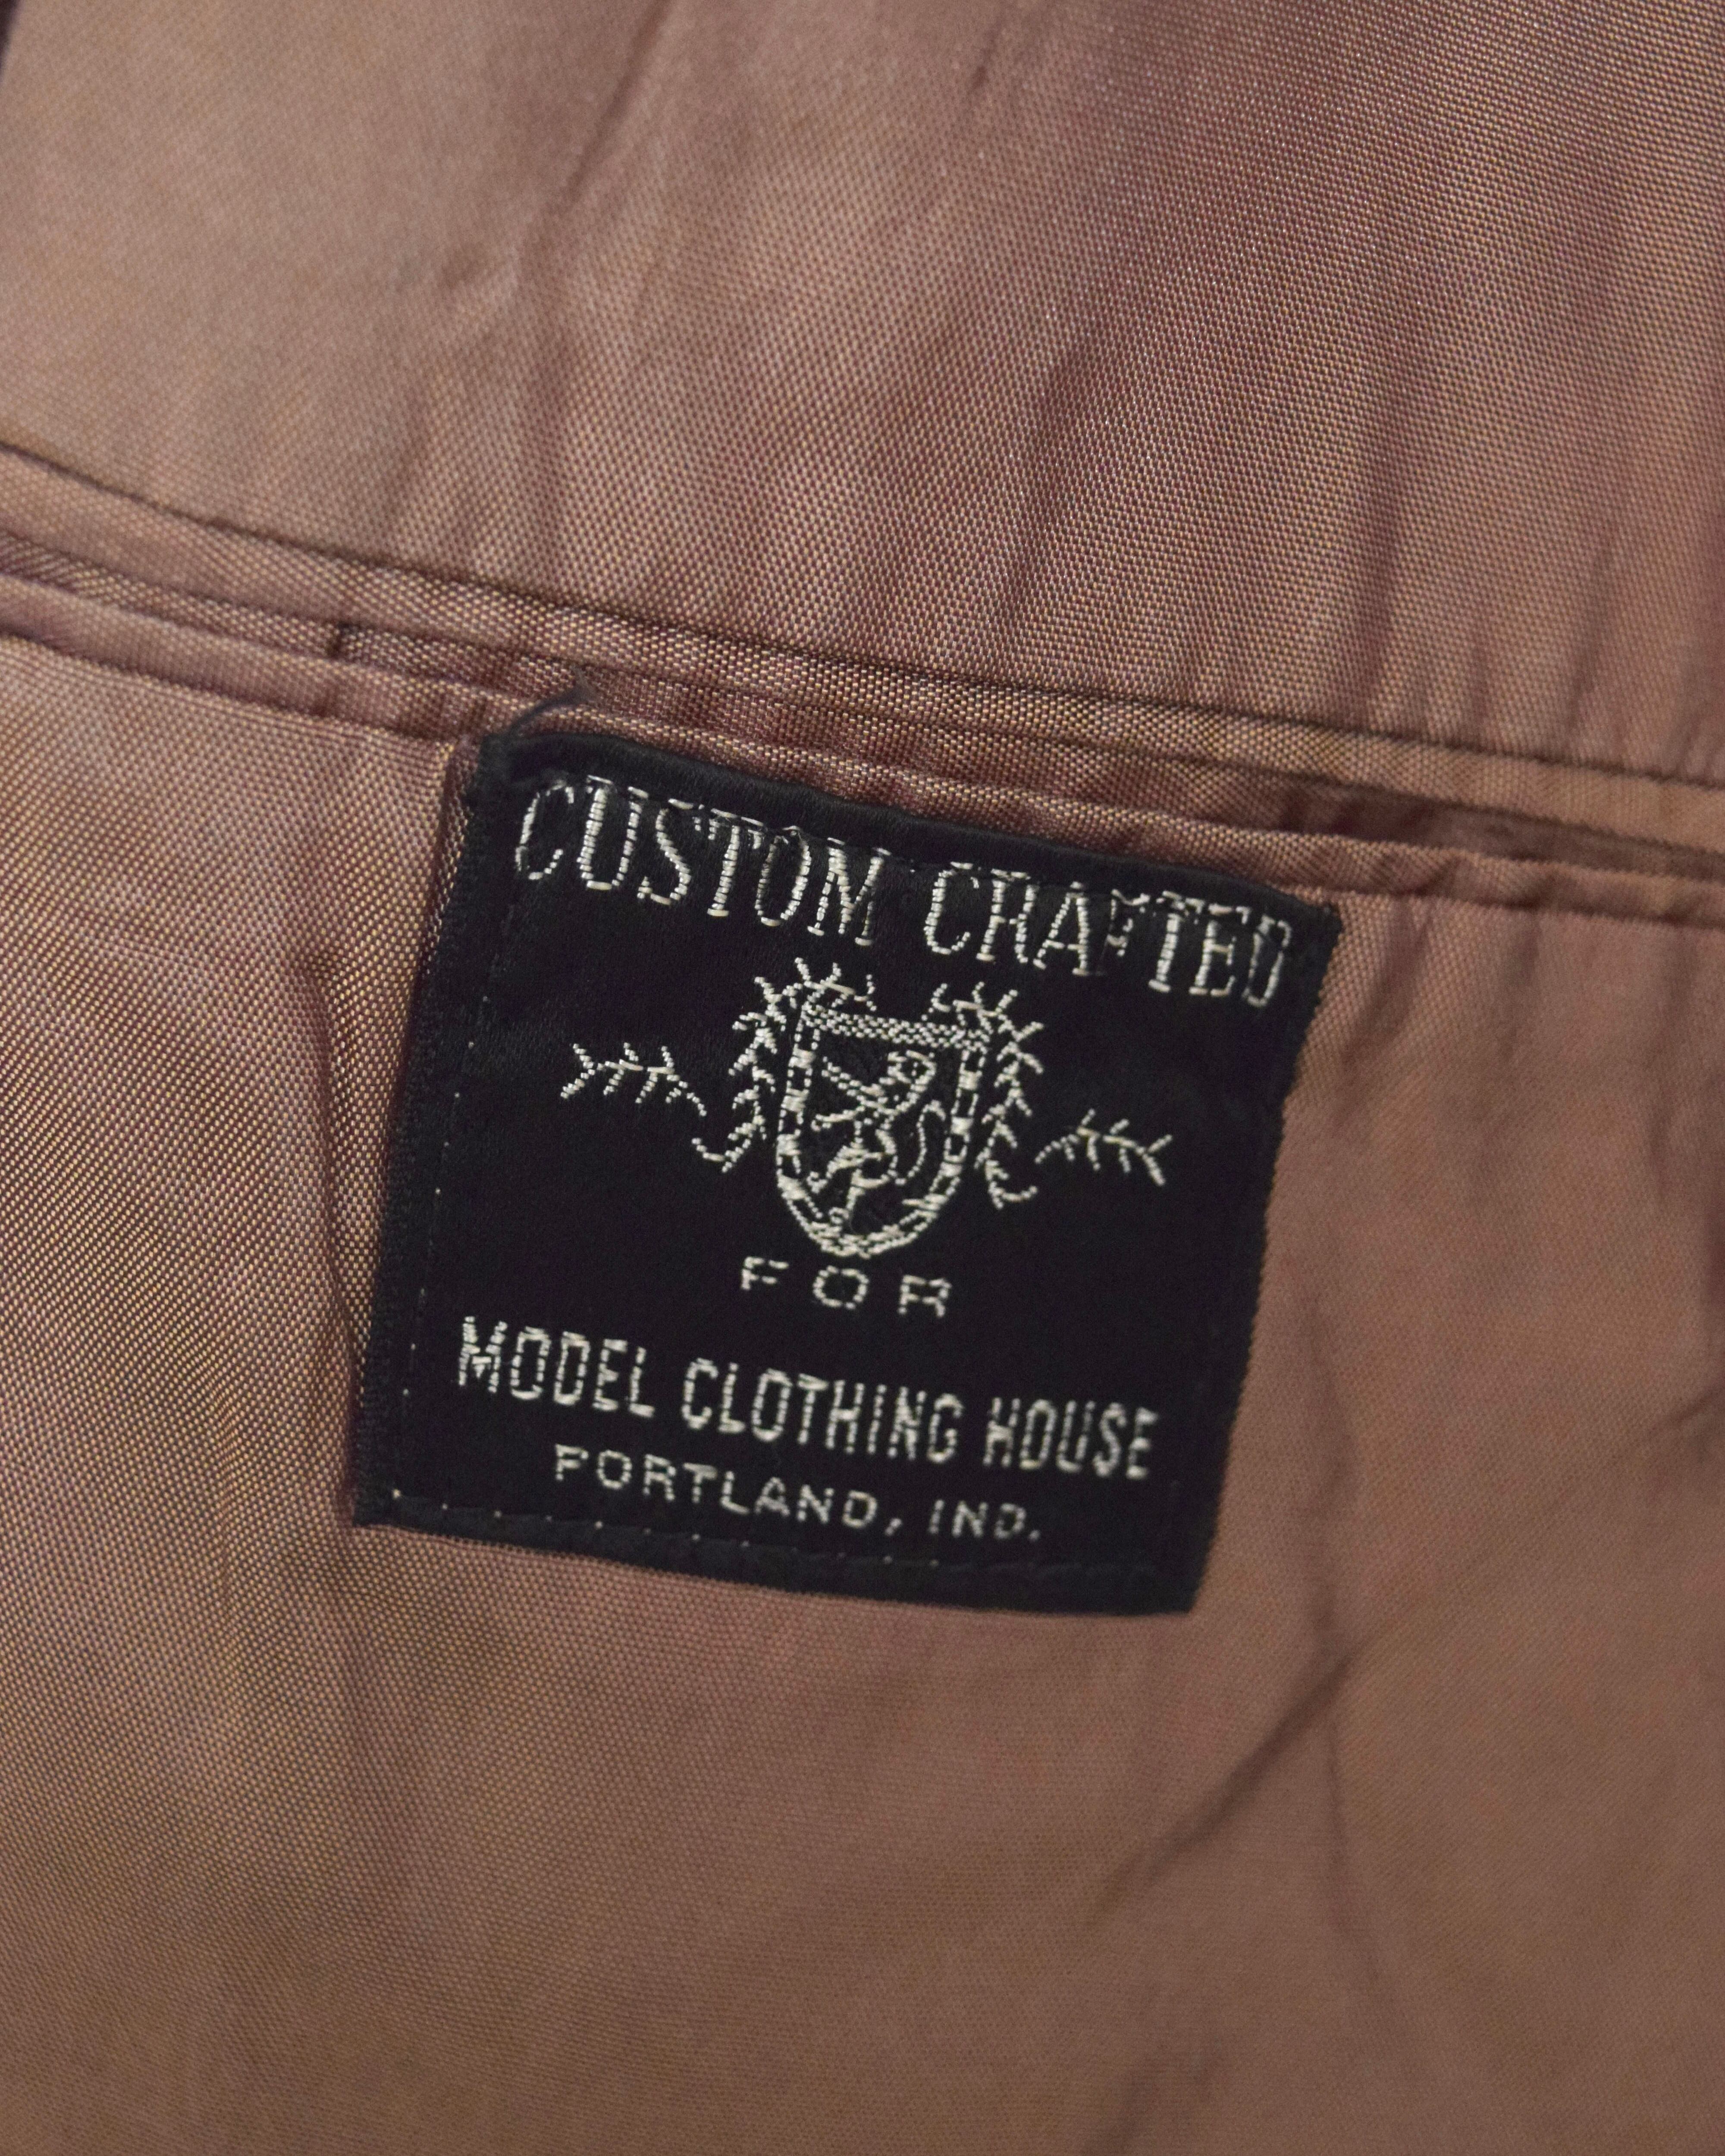 CUSTOM CRAFTED
FOR
MODEL CLOTHING HOUSE
PORTLAND, IND.